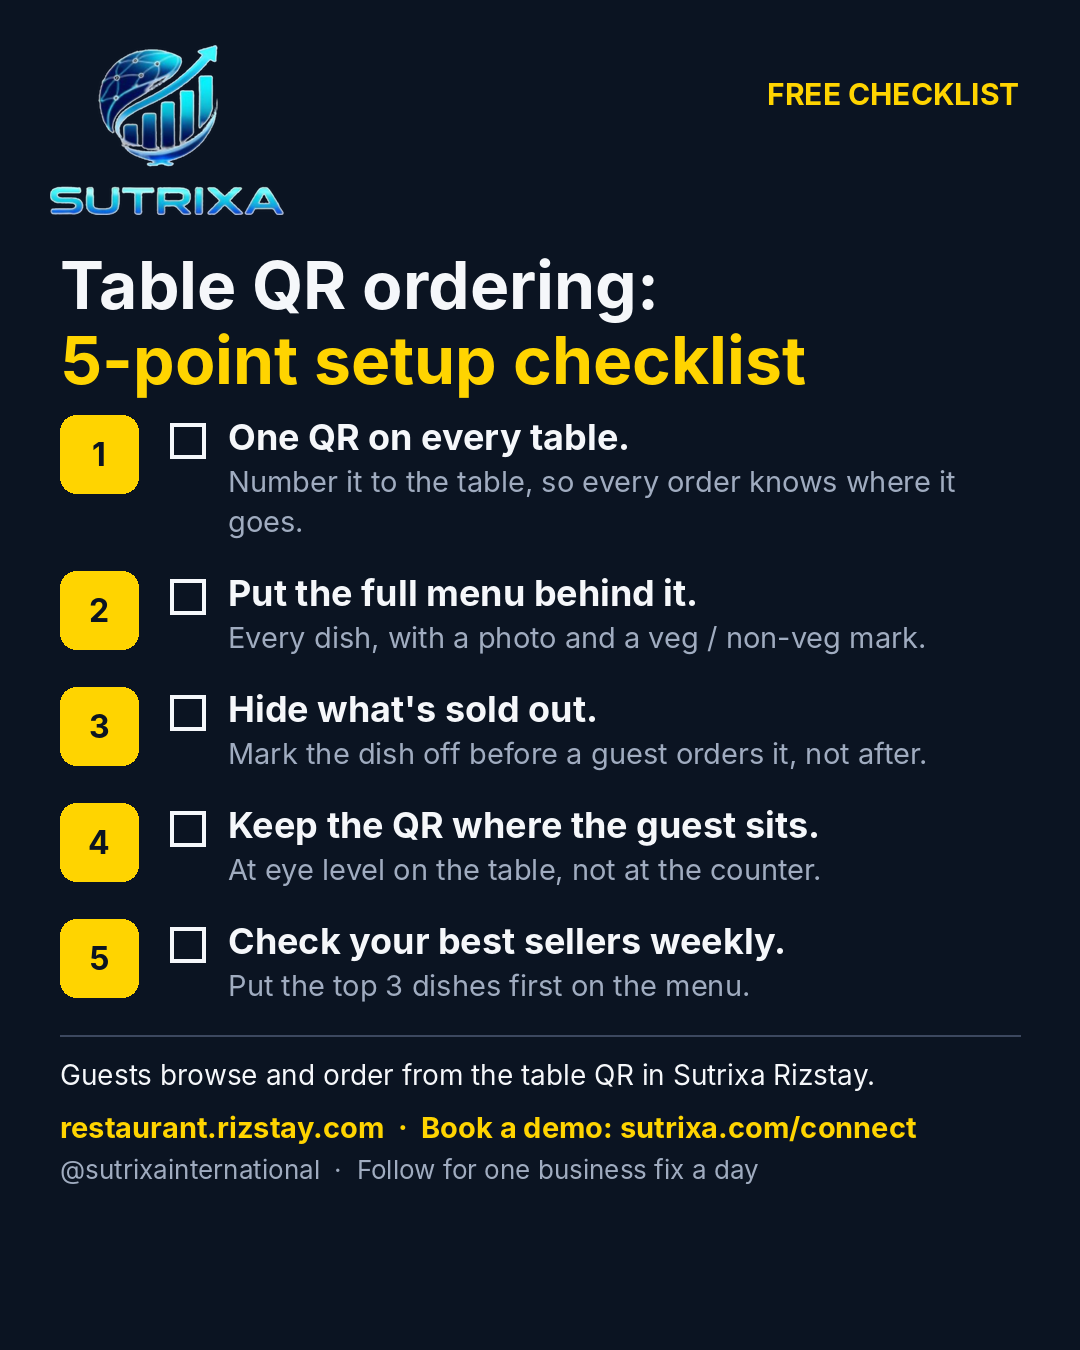 SUTRIXA
FREE CHECKLIST
Table QR ordering:
5-point setup checklist
1
One QR on every table.
Number it to the table, so every order knows where it
goes.
2
Put the full menu behind it.
Every dish, with a photo and a veg / non-veg mark.
3
Hide what's sold out.
Mark the dish off before a guest orders it, not after.
4
Keep the QR where the guest sits.
At eye level on the table, not at the counter.
5
Check your best sellers weekly.
Put the top 3 dishes first on the menu.
Guests browse and order from the table QR in Sutrixa Rizstay.
restaurant.rizstay.com · Book a demo: sutrixa.com/connect
@sutrixainternational · Follow for one business fix a day